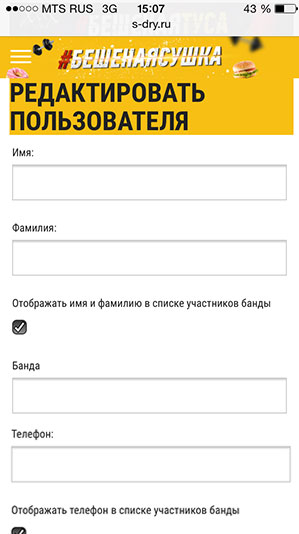 MTS RUS 3G 15:07 43 %
s-dry.ru
#БЕШЕНАЯСУШКА
РЕДАКТИРОВАТЬ
ПОЛЬЗОВАТЕЛЯ
Имя:
Фамилия:
Отображать имя и фамилию в списке участников банды
Банда
Телефон:
Отображать телефон в списке участников банды